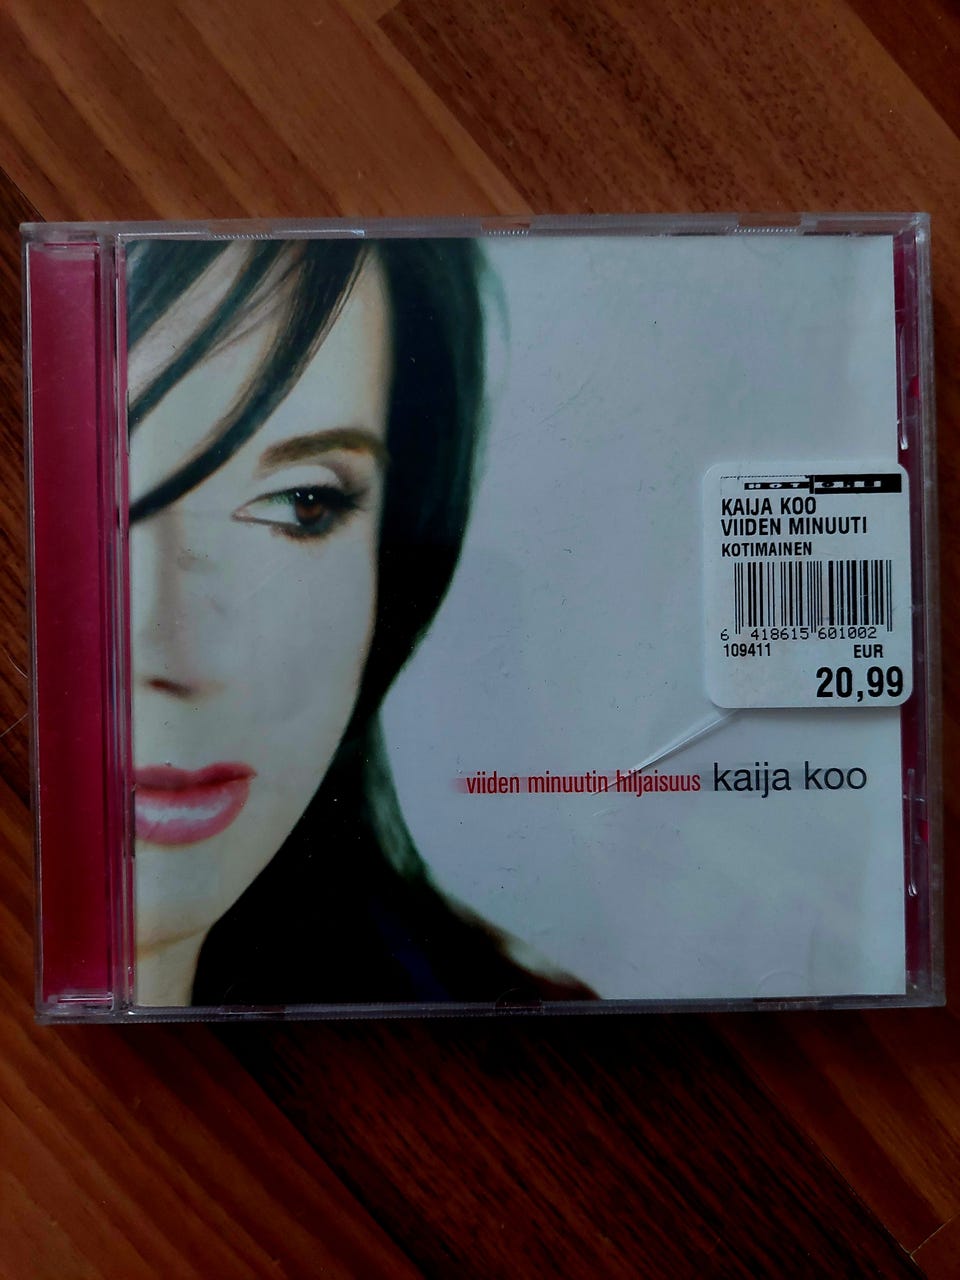 KAIJA KOO
VIIDEN MINUUTI
KOTIMAINEN
6 418615 601002
109411 EUR
20,99
viiden minuutin hiljaisuus kaija koo